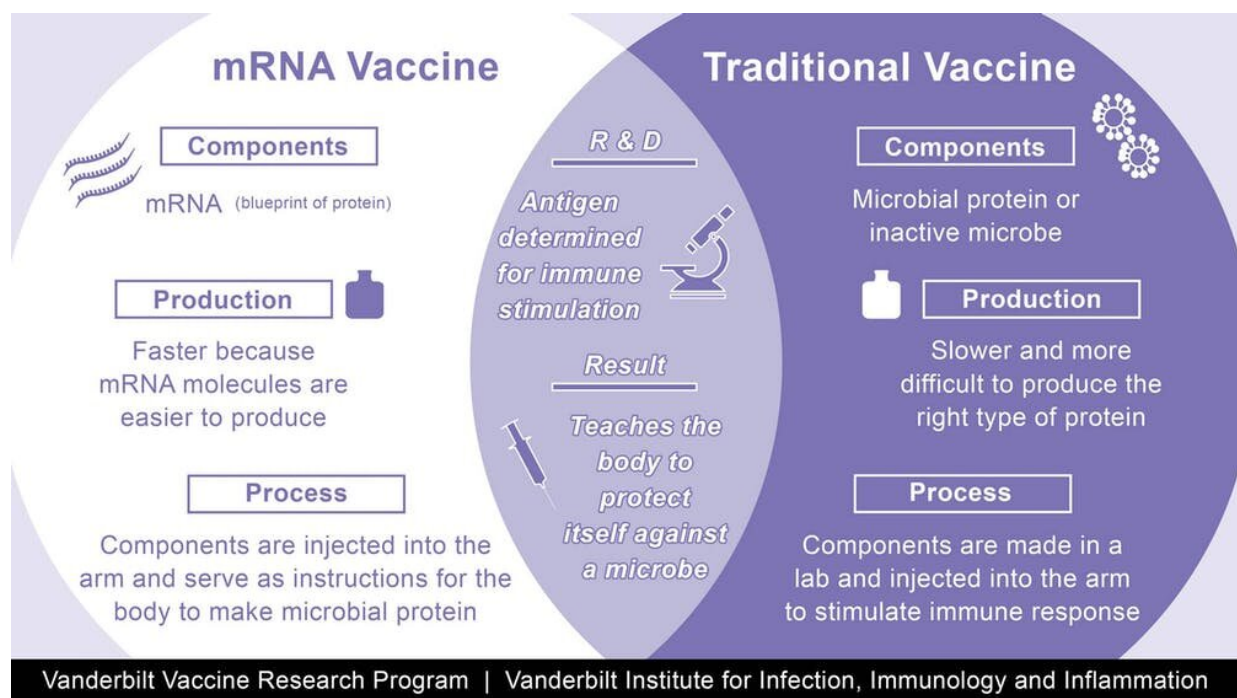 mRNA Vaccine
Components
mRNA (blueprint of protein)
Production
Faster because
mRNA molecules are
easier to produce
Process
Components are injected into the
arm and serve as instructions for the
body to make microbial protein
R & D
Antigen
determined
for immune
stimulation
Result
Teaches the
body to
protect
itself against
a microbe
Traditional Vaccine
Components
Microbial protein or
inactive microbe
Production
Slower and more
difficult to produce the
right type of protein
Process
Components are made in a
lab and injected into the arm
to stimulate immune response
Vanderbilt Vaccine Research Program | Vanderbilt Institute for Infection, Immunology and Inflammation